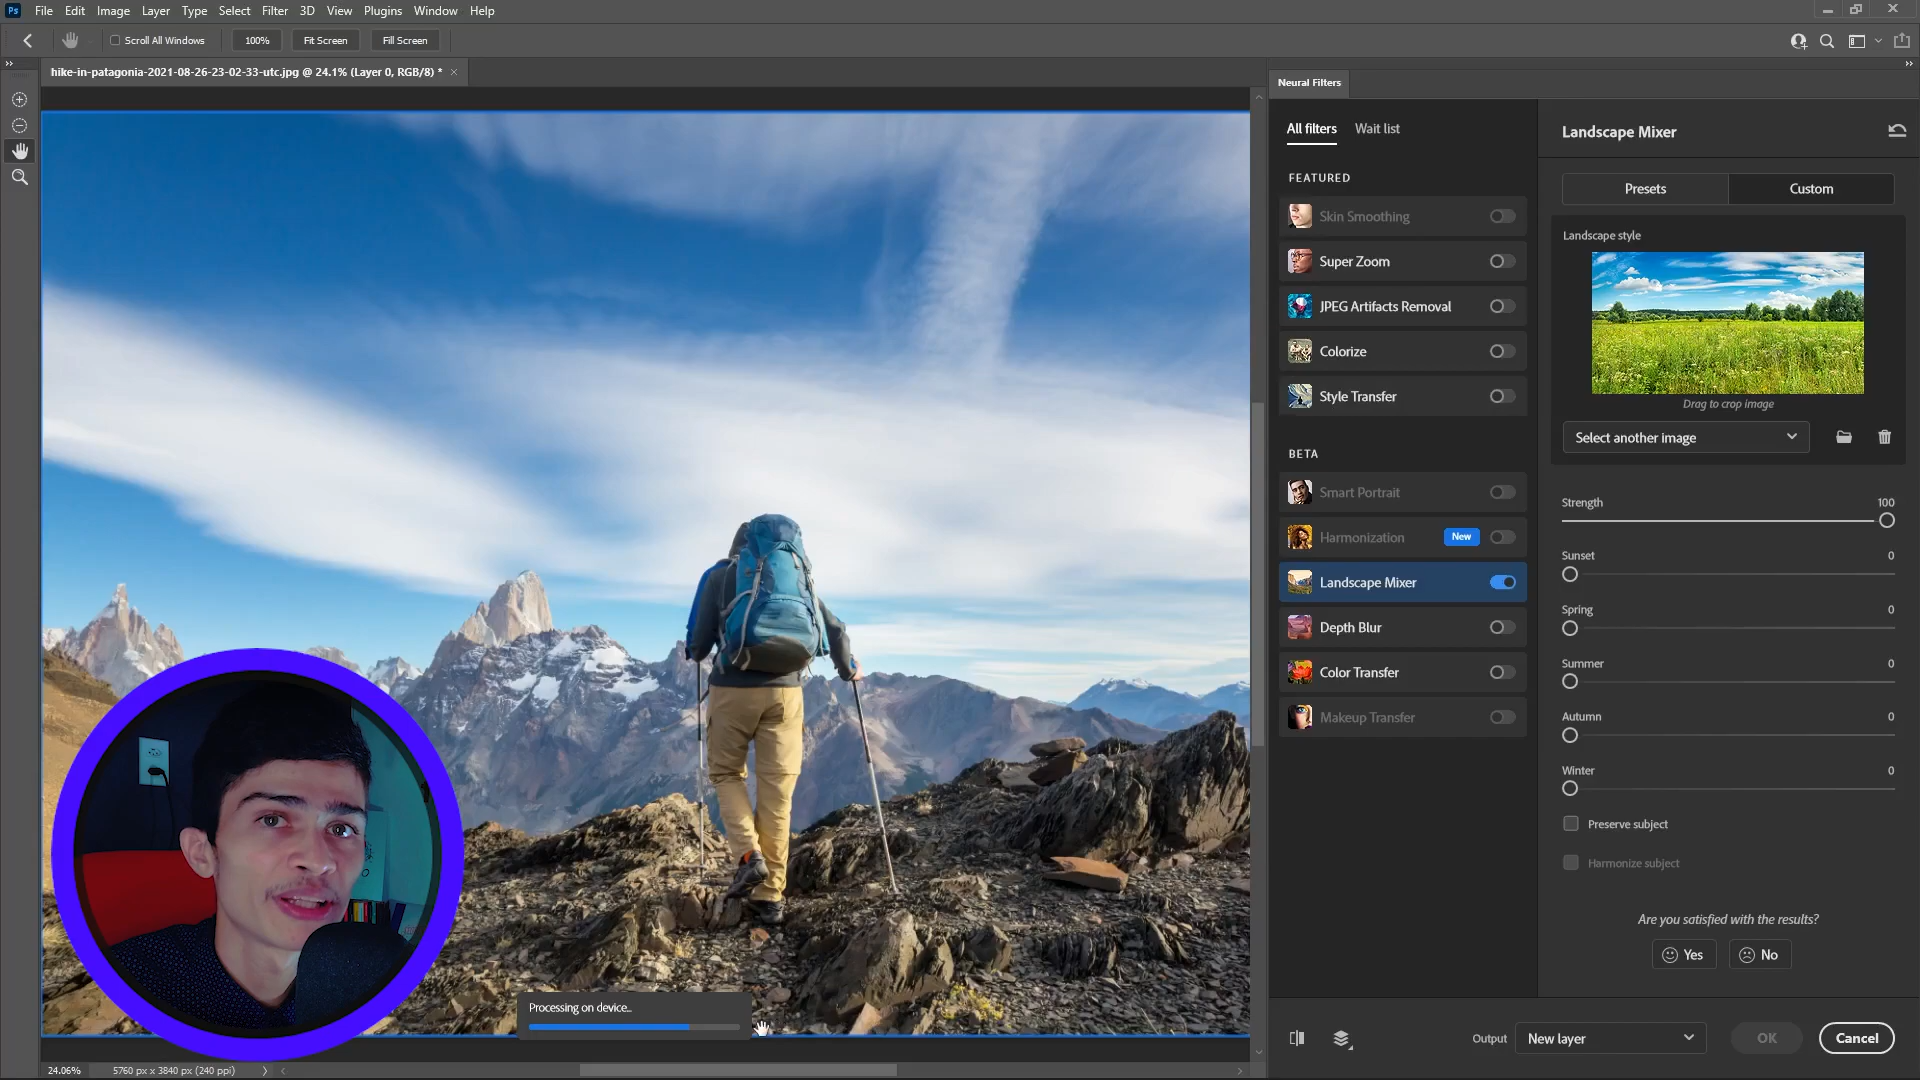 Ps File Edit Image Layer Type Select Filter 3D View Plugins Window Help
Scroll All Windows 100% Fit Screen Fill Screen
hike-in-patagonia-2021-08-26-23-02-33-utc.jpg @ 24.1% (Layer 0, RGB/8) *
Neural Filters
All filters Wait list
FEATURED
Skin Smoothing
Super Zoom
JPEG Artifacts Removal
Colorize
Style Transfer
BETA
Smart Portrait
Harmonization New
Landscape Mixer
Depth Blur
Color Transfer
Makeup Transfer
Landscape Mixer
Presets Custom
Landscape style
Drag to crop image
Select another image
Strength 100
Sunset 0
Spring 0
Summer 0
Autumn 0
Winter 0
Preserve subject
Harmonize subject
Are you satisfied with the results?
Yes No
Processing on device..
Output New layer OK Cancel
24.06% 5760 px x 3840 px (240 ppi)